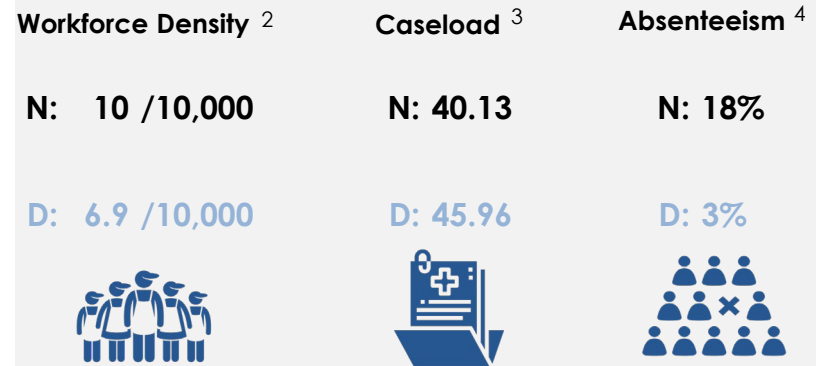 Workforce Density 2 Caseload 3 Absenteeism 4
N: 10 /10,000 N: 40.13 N: 18%
D: 6.9 /10,000 D: 45.96 D: 3%